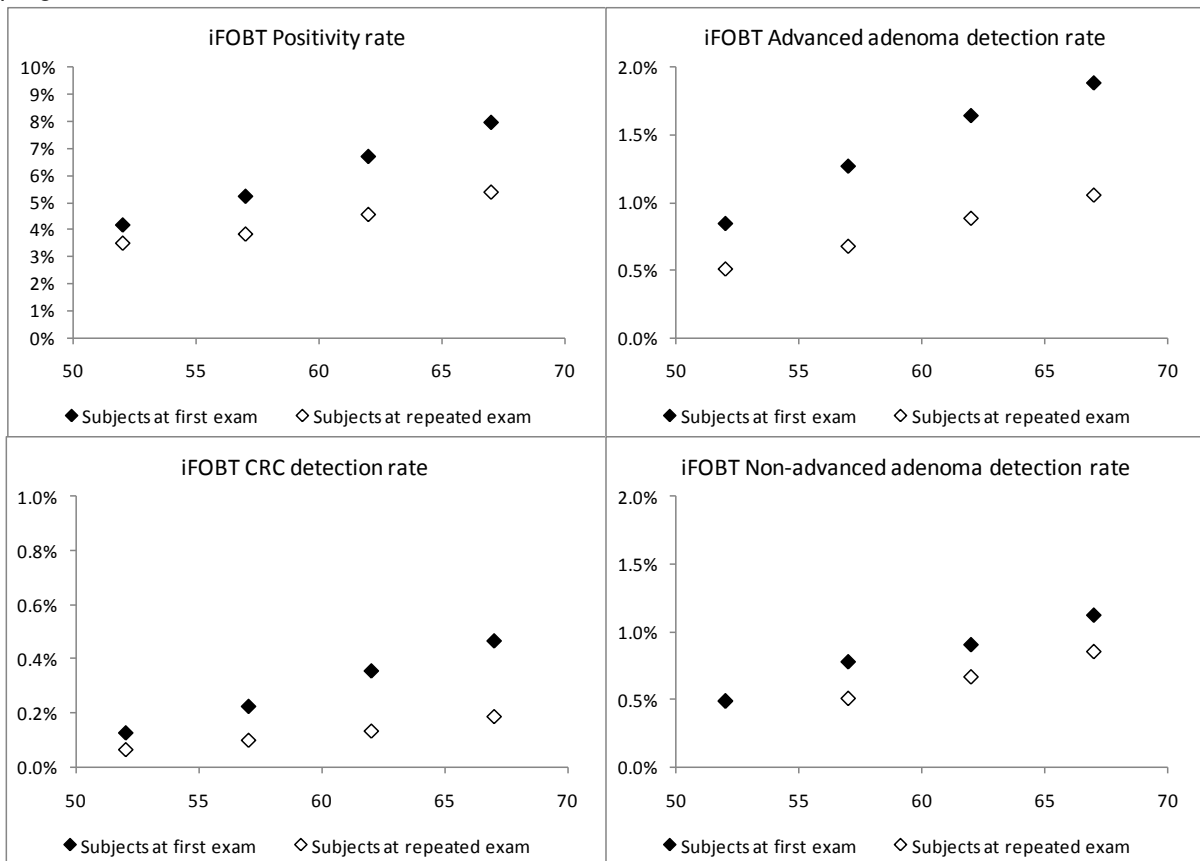 iFOBT Positivity rate
10%
9%
8%
7%
6%
5%
4%
3%
2%
1%
0%
50 55 60 65 70
◆ Subjects at first exam ◇ Subjects at repeated exam
iFOBT Advanced adenoma detection rate
2.0%
1.5%
1.0%
0.5%
0.0%
50 55 60 65 70
◆ Subjects at first exam ◇ Subjects at repeated exam
iFOBT CRC detection rate
1.0%
0.8%
0.6%
0.4%
0.2%
0.0%
50 55 60 65 70
◆ Subjects at first exam ◇ Subjects at repeated exam
iFOBT Non-advanced adenoma detection rate
2.0%
1.5%
1.0%
0.5%
0.0%
50 55 60 65 70
◆ Subjects at first exam ◇ Subjects at repeated exam